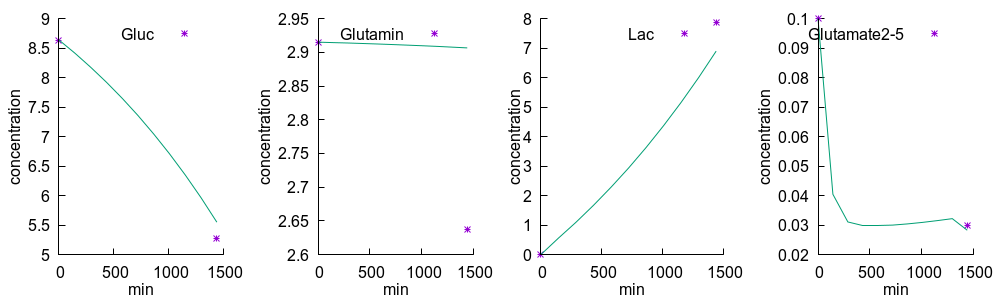 Gluc
concentration
9
8.5
8
7.5
7
6.5
6
5.5
5
0 500 1000 1500
min
Glutamin
concentration
2.95
2.9
2.85
2.8
2.75
2.7
2.65
2.6
0 500 1000 1500
min
Lac
concentration
8
7
6
5
4
3
2
1
0
0 500 1000 1500
min
Glutamate2-5
concentration
0.1
0.09
0.08
0.07
0.06
0.05
0.04
0.03
0.02
0 500 1000 1500
min